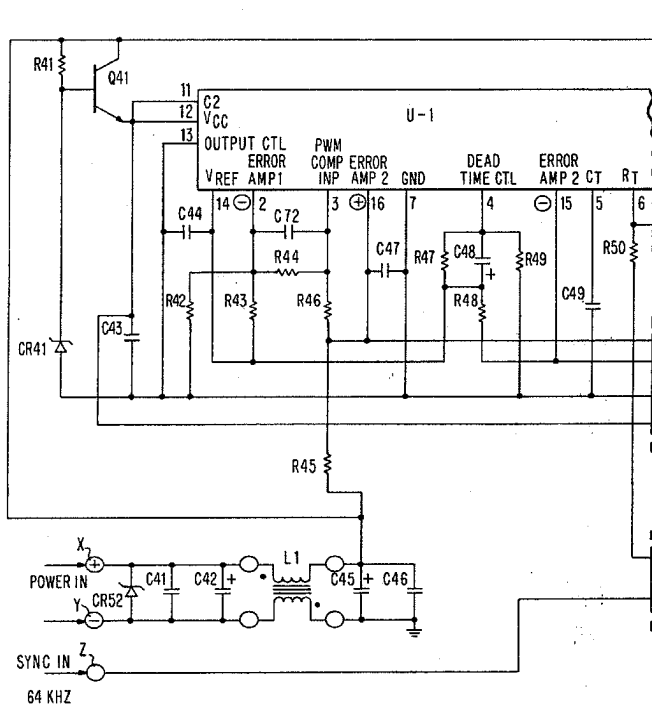 R41
Q41
11
C2
12
VCC
U-1
13
OUTPUT CTL
PWM
ERROR
COMP
ERROR
DEAD
ERROR
VREF
AMP1
INP
AMP 2
GND
TIME CTL
AMP 2
CT
RT
14
⊖
2
3
⊕
16
7
4
⊖
15
5
6
C44
C72
R50
C47
R47
C48
+
R49
R44
R42
R43
R46
R48
C49
C43
CR41
R45
X
L1
+
POWER IN
C41
C42
+
C45
+
C46
CR52
Y
−
Z
SYNC IN
64 KHZ